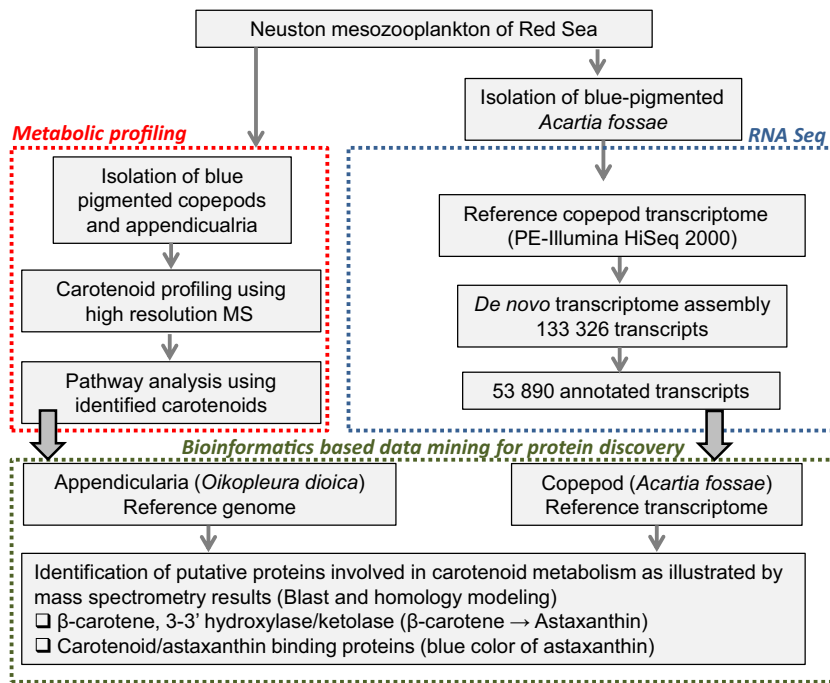 Neuston mesozooplankton of Red Sea
Isolation of blue-pigmented
Acartia fossae
Metabolic profiling
RNA Seq
Isolation of blue
pigmented copepods
and appendicualria
Carotenoid profiling using
high resolution MS
Pathway analysis using
identified carotenoids
Reference copepod transcriptome
(PE-Illumina HiSeq 2000)
De novo transcriptome assembly
133 326 transcripts
53 890 annotated transcripts
Bioinformatics based data mining for protein discovery
Appendicularia (Oikopleura dioica)
Reference genome
Copepod (Acartia fossae)
Reference transcriptome
Identification of putative proteins involved in carotenoid metabolism as illustrated by
mass spectrometry results (Blast and homology modeling)
❑ β-carotene, 3-3’ hydroxylase/ketolase (β-carotene → Astaxanthin)
❑ Carotenoid/astaxanthin binding proteins (blue color of astaxanthin)